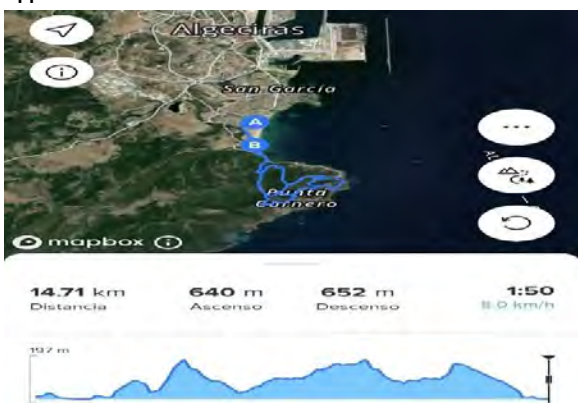 Algeciras
San García
A
B
Punta
Carnero
mapbox
14.71 km 640 m 652 m 1:50
Distancia Ascenso Descenso 8.0 km/h
197 m